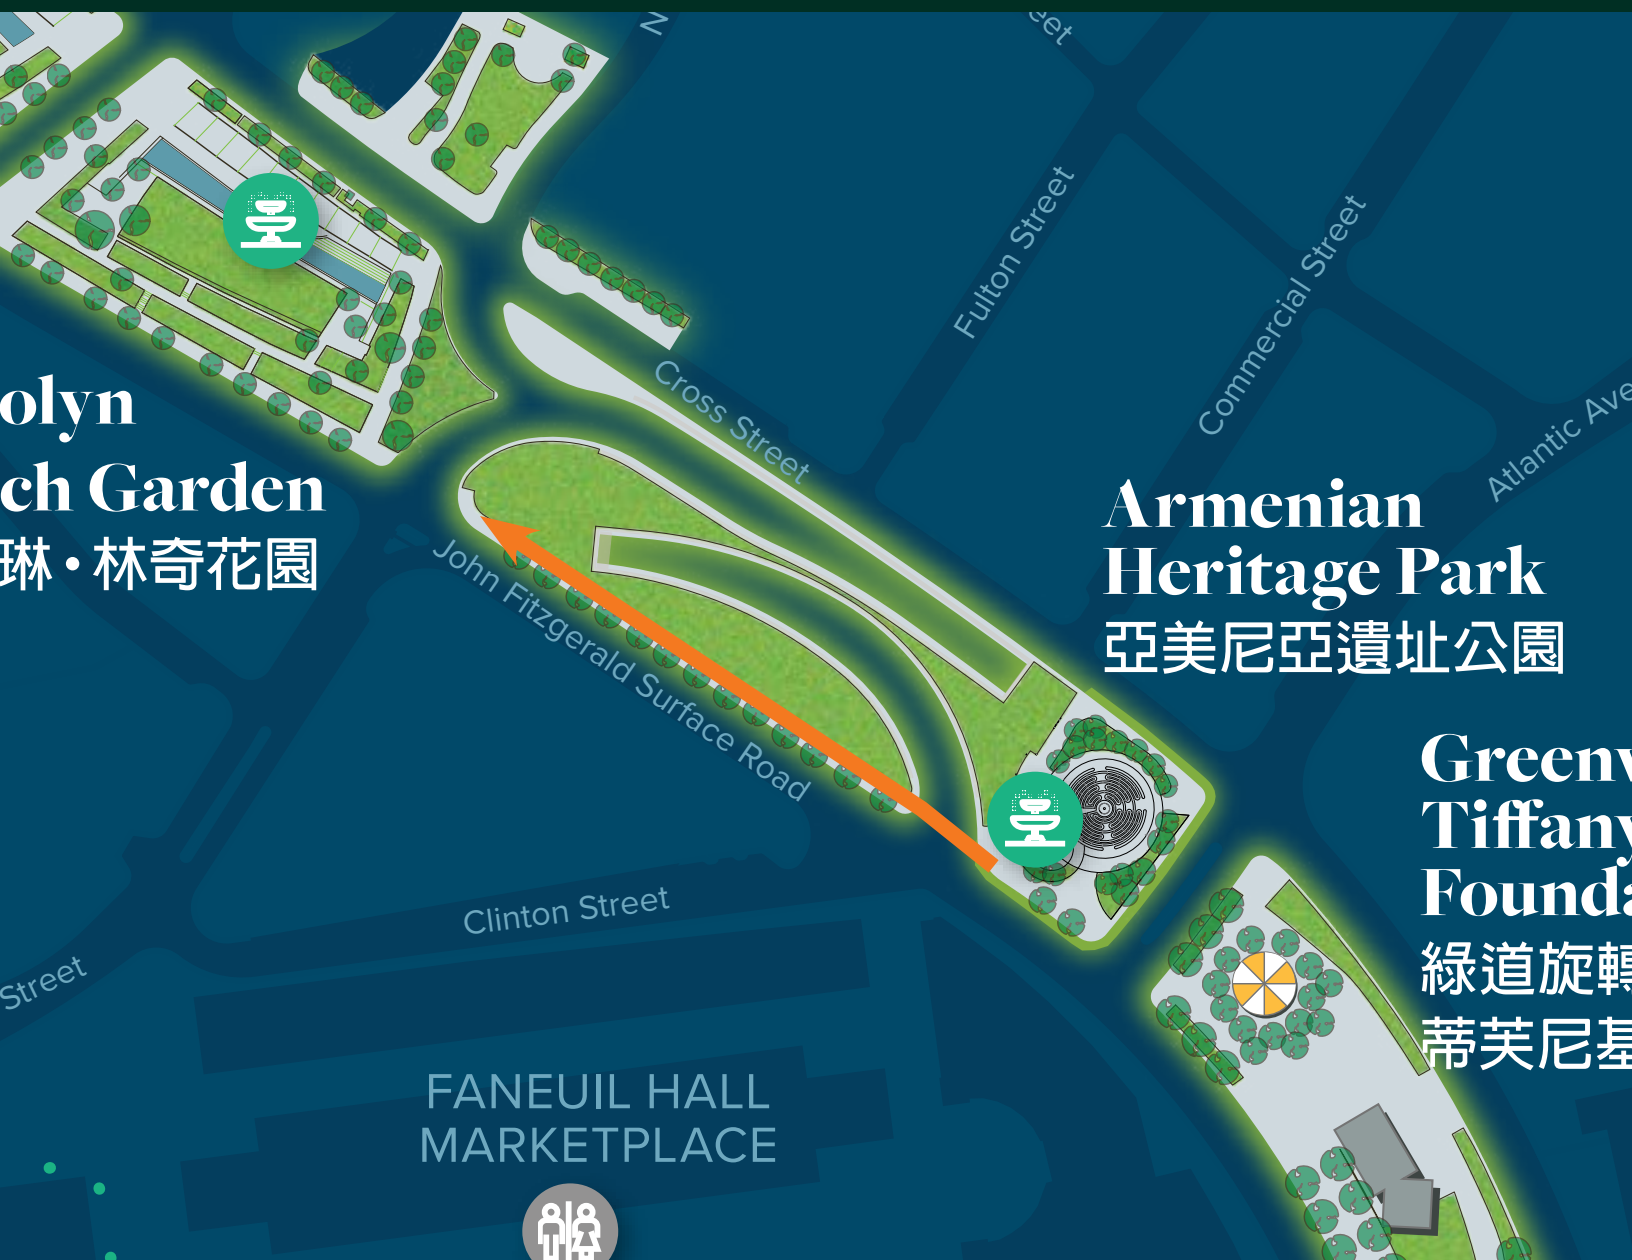 N
eet
Fulton Street
Commercial Street
Atlantic Ave
Cross Street
olyn
ch Garden
琳·林奇花園
John Fitzgerald Surface Road
Armenian
Heritage Park
亞美尼亞遺址公園
Greenw
Tiffany
Founda
綠道旋轉
蒂芙尼基
Clinton Street
Street
FANEUIL HALL
MARKETPLACE